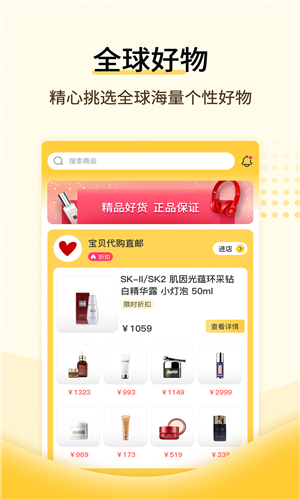 全球好物
精心挑选全球海量个性好物
搜索商品
精品好货 正品保证
宝贝代购直邮
折扣
进店
SK-II/SK2 肌因光蕴环采钻
白精华露 小灯泡 50ml
限时折扣
¥1059
查看详情
¥1323
¥993
¥1149
¥2999
¥969
¥173
¥519
¥339